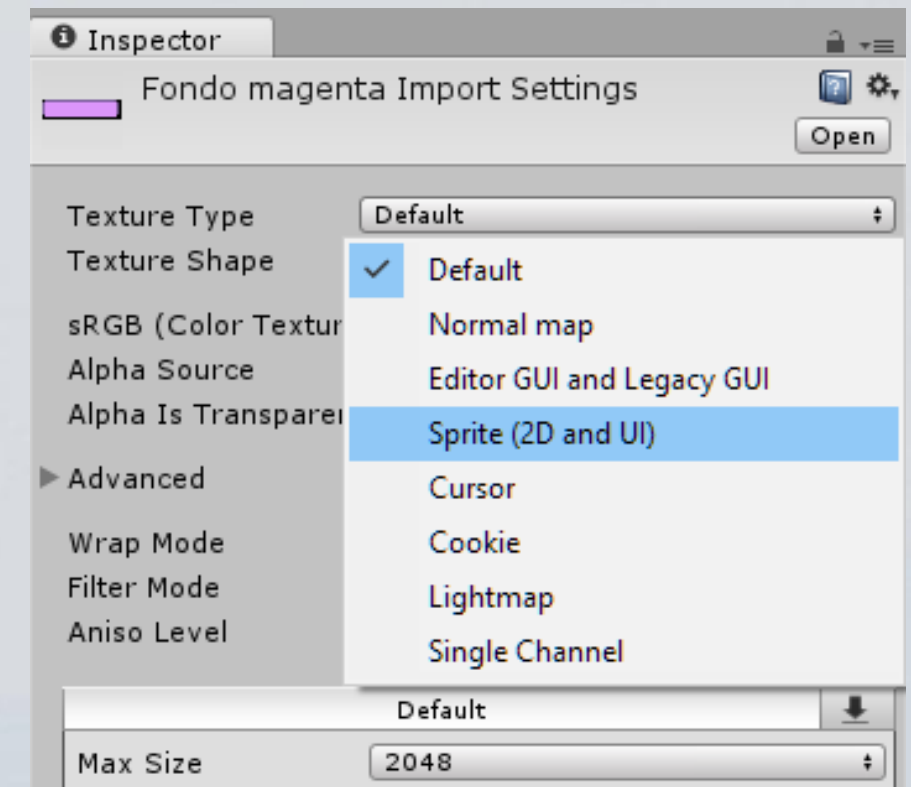 Inspector
Fondo magenta Import Settings
Open
Texture Type Default
Texture Shape
Default
Normal map
Editor GUI and Legacy GUI
Sprite (2D and UI)
Cursor
Cookie
Lightmap
Single Channel
sRGB (Color Textur
Alpha Source
Alpha Is Transparer
Advanced
Wrap Mode
Filter Mode
Aniso Level
Default
Max Size 2048